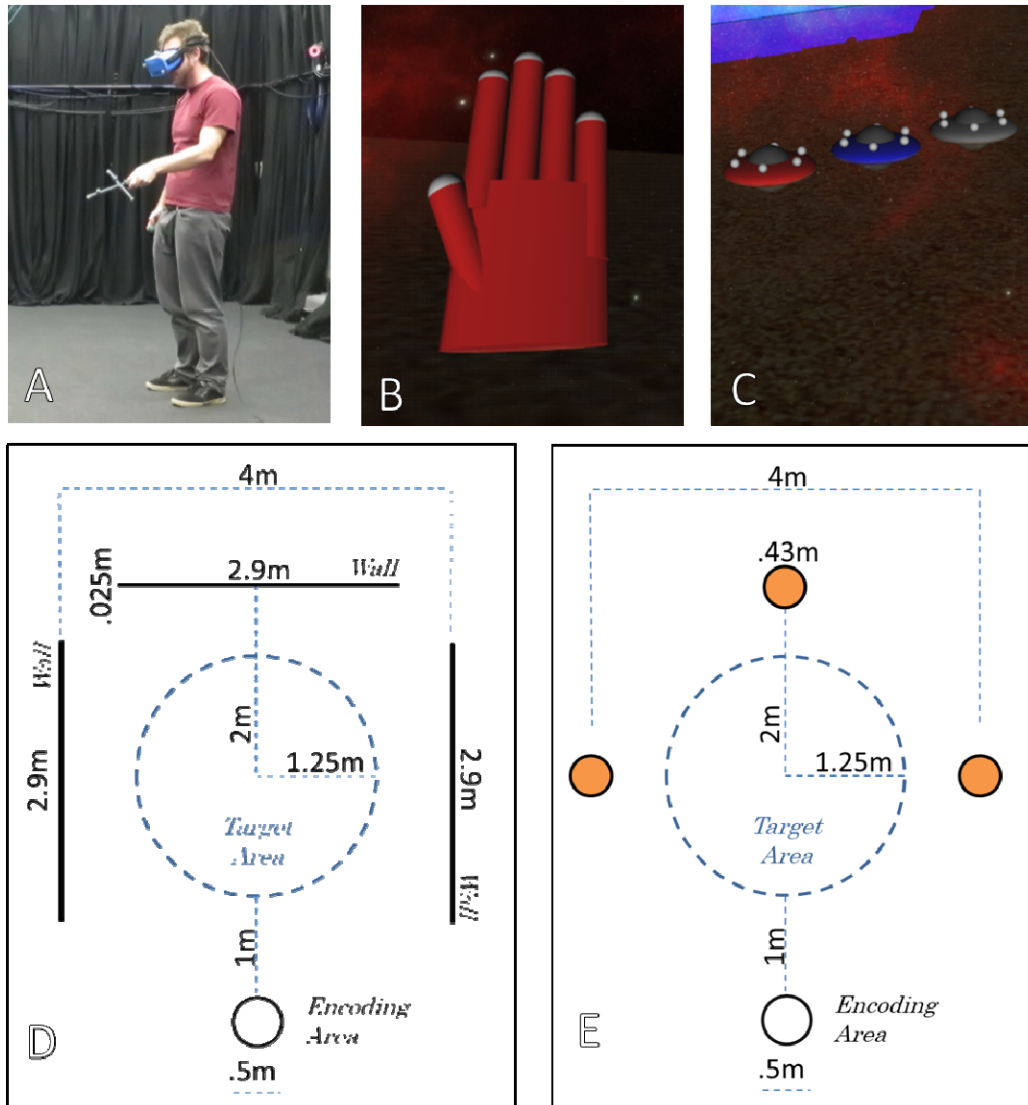 A
B
C
4m
2.9m
Wall
.025m
Wall
2.9m
2m
1.25m
2.9m
Wall
Target
Area
1m
Encoding
Area
D
.5m
4m
.43m
2m
1.25m
Target
Area
1m
Encoding
Area
E
.5m